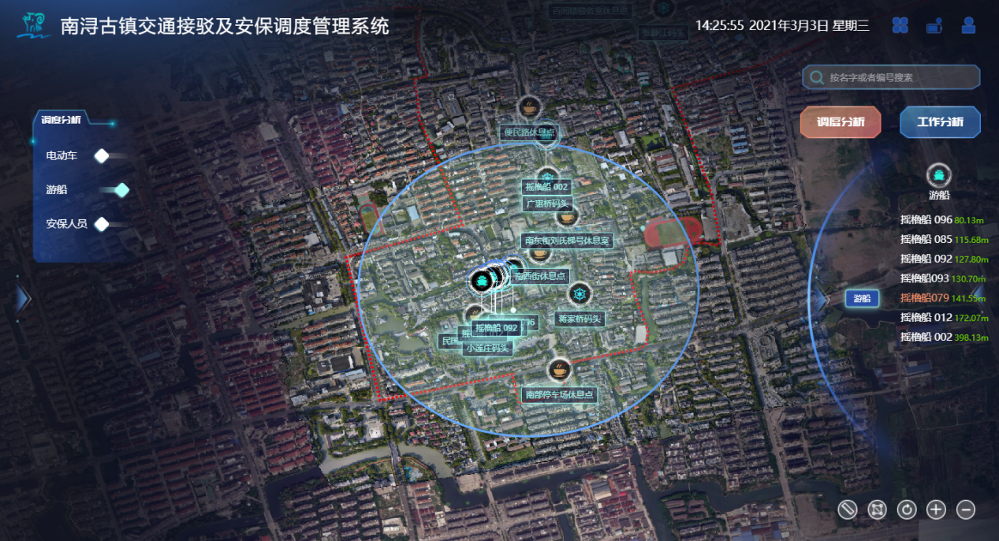 南浔古镇交通接驳及安保调度管理系统
14:25:55 2021年3月3日 星期三
按名字或者编号搜索
调度分析
工作分析
调度分析
电动车
游船
安保人员
便民路休息点
摇橹船 002
广惠桥码头
南东街刘氏梯号休息室
南西街休息点
蒋家桥码头
摇橹船 092
小莲庄码头
南部停车场休息点
游船
游船
摇橹船 096 80.13m
摇橹船 085 115.68m
摇橹船 092 127.80m
摇橹船093 130.70m
摇橹船079 141.55m
摇橹船 012 172.07m
摇橹船 002 398.13m